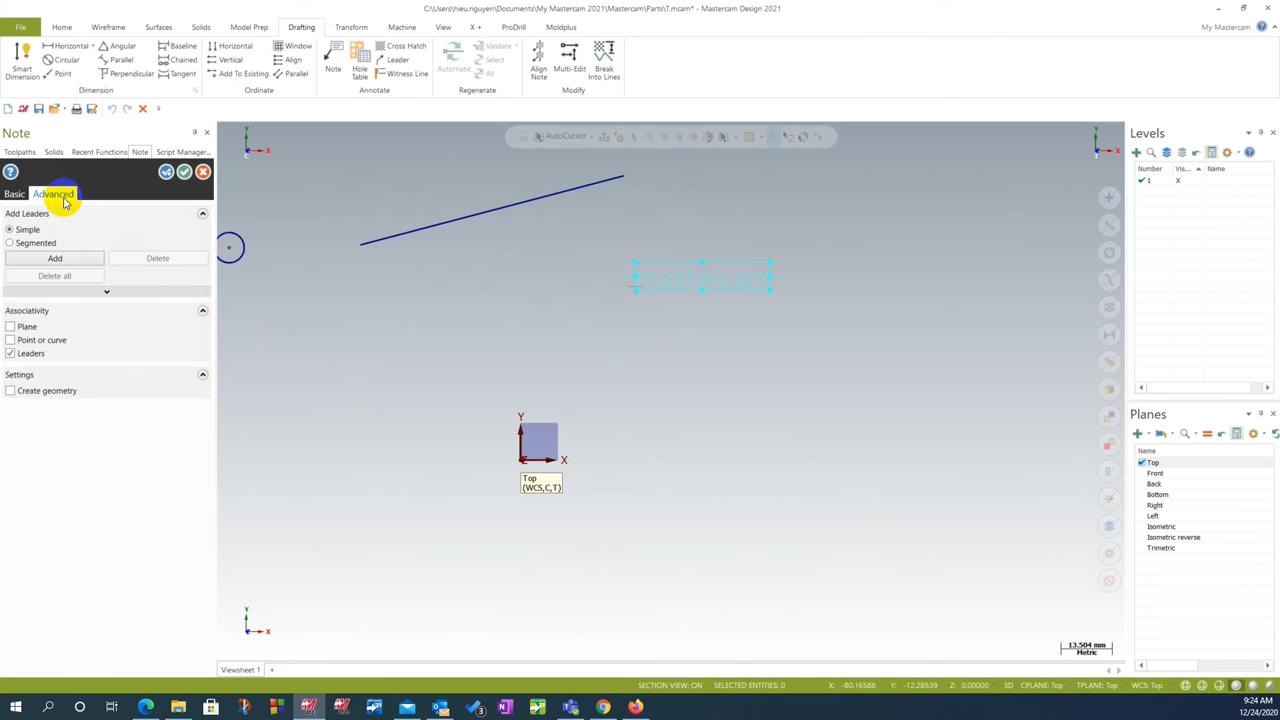 C:\Users\hieu.nguyen\Documents\My Mastercam 2021\Mastercam\Parts\T.mcam* - Mastercam Design 2021
File Home Wireframe Surfaces Solids Model Prep Drafting Transform Machine View X + ProDrill Moldplus My Mastercam
Smart Dimension
Horizontal Angular Baseline
Circular Parallel Chained
Point Perpendicular Tangent
Dimension
Horizontal Window
Vertical Align
Add To Existing Parallel
Ordinate
Note
Hole Table
Cross Hatch
Leader
Witness Line
Annotate
Automatic
Validate
Select
All
Regenerate
Align Note
Multi-Edit
Break Into Lines
Modify
AutoCursor
Note
Toolpaths Solids Recent Functions Note Script Manager...
Basic Advanced
Add Leaders
Simple
Segmented
Add Delete
Delete all
Associativity
Plane
Point or curve
Leaders
Settings
Create geometry
Y
X
C
Y
X
T
mastercam
Y
Z
X
Top
(WCS,C,T)
Y
X
13.504 mm
Metric
Viewsheet 1 +
Levels
Number Vis... Name
1 X
Planes
Name
Top
Front
Back
Bottom
Right
Left
Isometric
Isometric reverse
Trimetric
SECTION VIEW: ON SELECTED ENTITIES: 0 X: -80.16588 Y: -12.28539 Z: 0.00000 3D CPLANE: Top TPLANE: Top WCS: Top
9:24 AM
12/24/2020